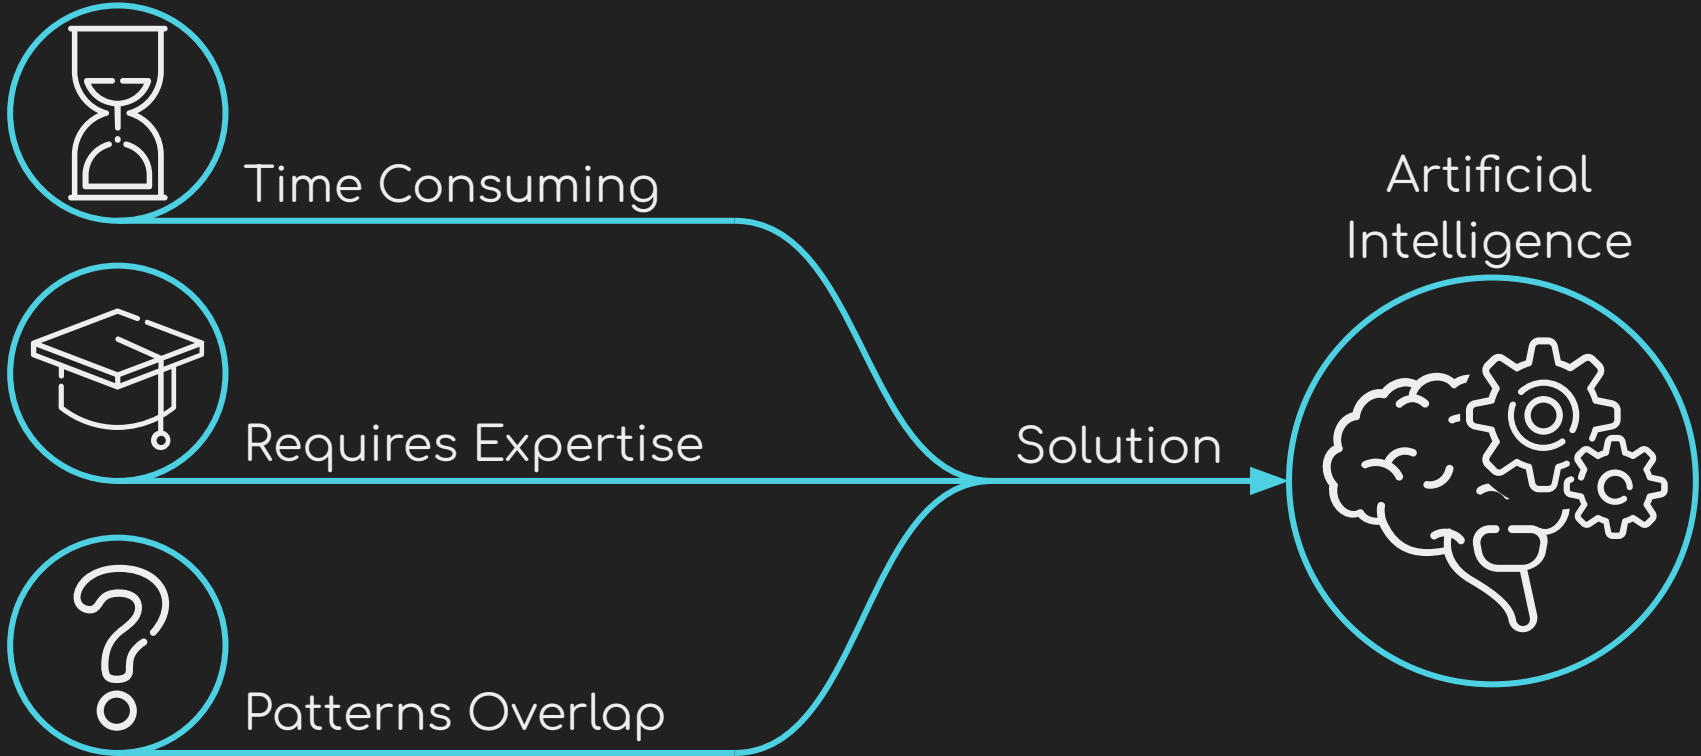 Time Consuming
Requires Expertise
Patterns Overlap
Solution
Artificial
Intelligence